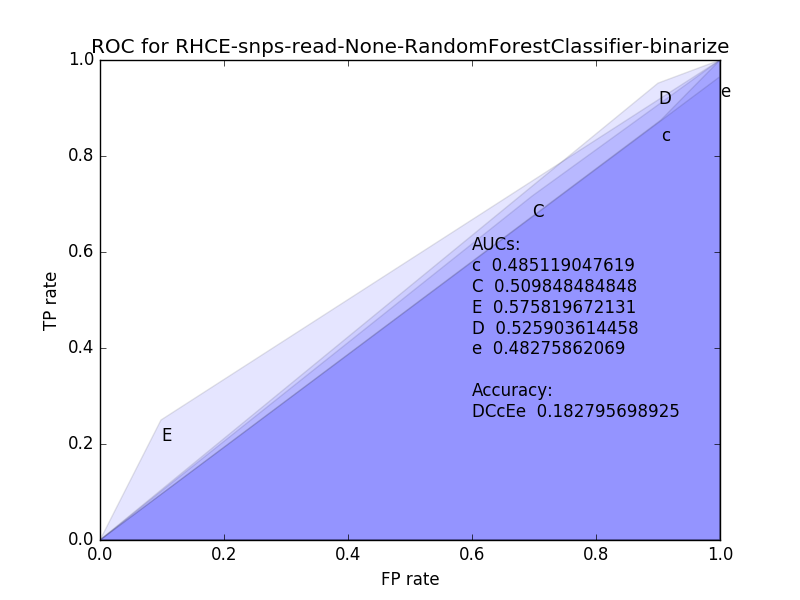 ROC for RHCE-snps-read-None-RandomForestClassifier-binarize
1.0
0.8
0.6
0.4
0.2
0.0
TP rate
D
e
c
C
E
AUCs:
c 0.485119047619
C 0.509848484848
E 0.575819672131
D 0.525903614458
e 0.48275862069
Accuracy:
DCcEe 0.182795698925
0.0 0.2 0.4 0.6 0.8 1.0
FP rate